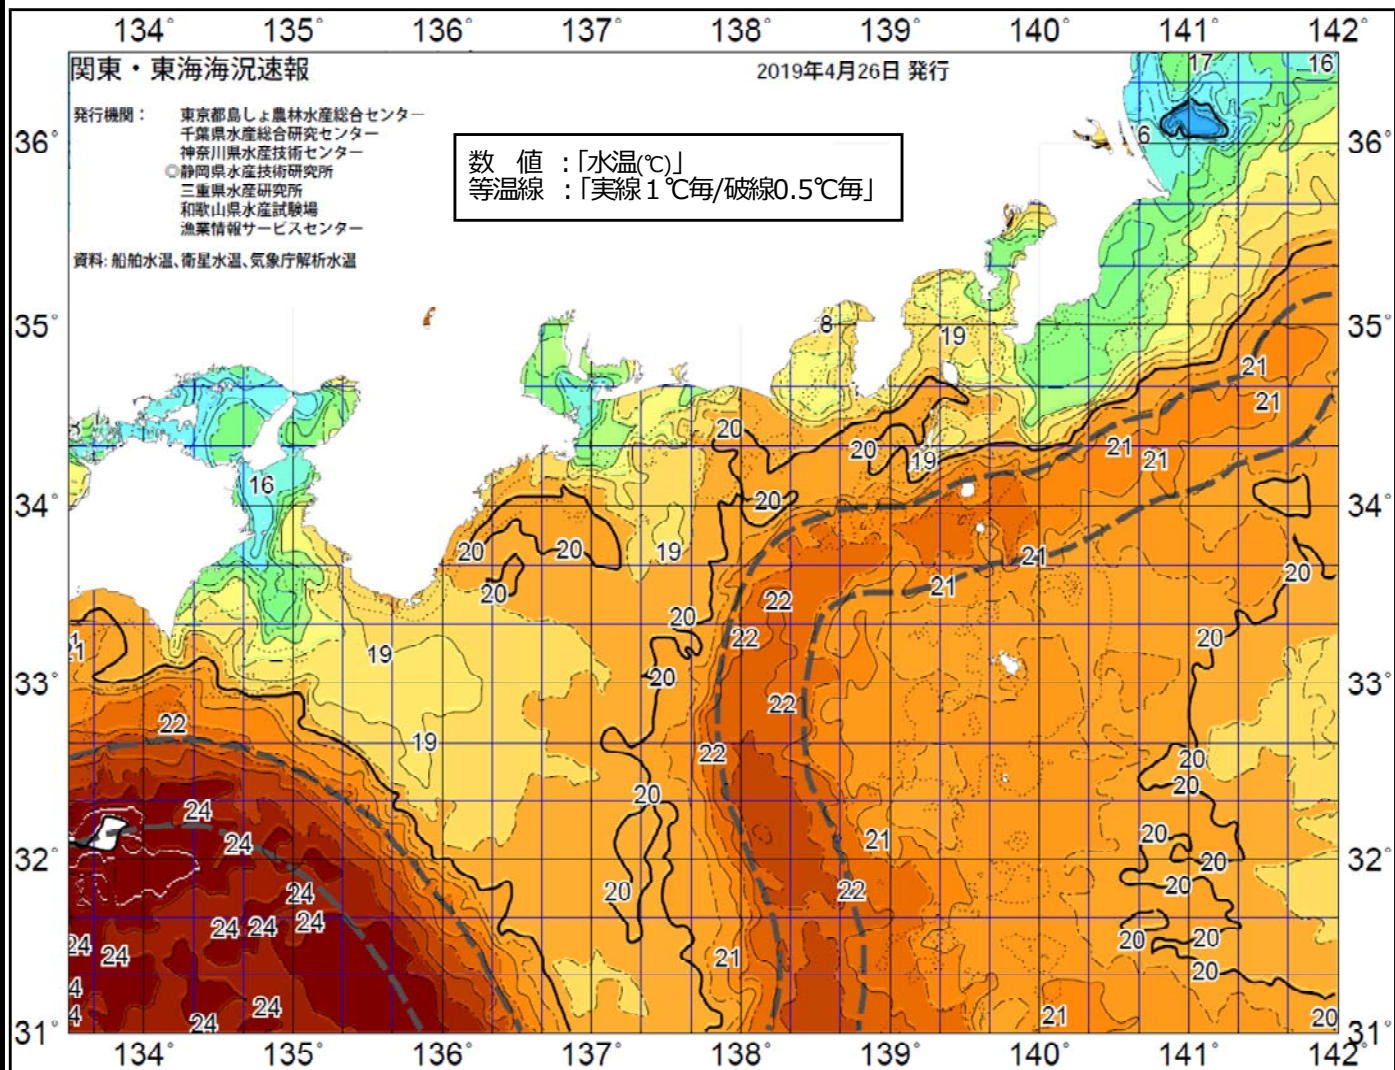 134° 135° 136° 137° 138° 139° 140° 141° 142°
関東・東海海況速報
2019年4月26日 発行
発行機関： 東京都島しょ農林水産総合センター
千葉県水産総合研究センター
神奈川県水産技術センター
◎静岡県水産技術研究所
三重県水産研究所
和歌山県水産試験場
漁業情報サービスセンター
資料: 船舶水温、衛星水温、気象庁解析水温
数 値 ：「水温(℃)」
等温線 ：「実線１℃毎/破線0.5℃毎」
17 16
36° 6 36°
35° 8 19 35°
21
21
20 20 21 21
19
16
34° 20 34°
20 20 19 21 21 20
20 22
20 22 20
21 19
33° 20 33°
22 22
19 22 20
20
24 20
24 21 20
32° 20 32°
24 20 22 20
24 24 24
24 24 21 20 20
20
24 24
24 24 21 20
31° 31°
134° 135° 136° 137° 138° 139° 140° 141° 142°